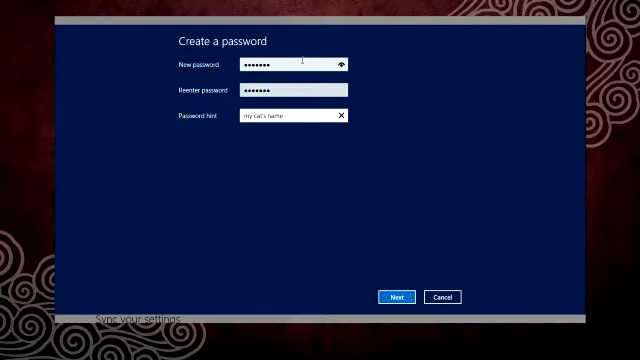 Create a password
New password
•••••••
Reenter password
•••••••
Password hint
my cat's name
Next
Cancel
Sync your settings